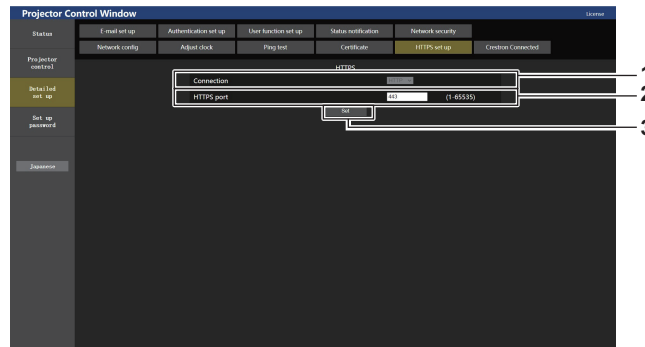 Projector Control Window
License
Status
E-mail set up
Authentication set up
User function set up
Status notification
Network security
Network config
Adjust clock
Ping test
Certificate
HTTPS set up
Crestron Connected
Projector
control
Detailed
set up
Set up
password
Japanese
HTTPS
Connection
HTTPS port
443
(1-65535)
Set
1
2
3